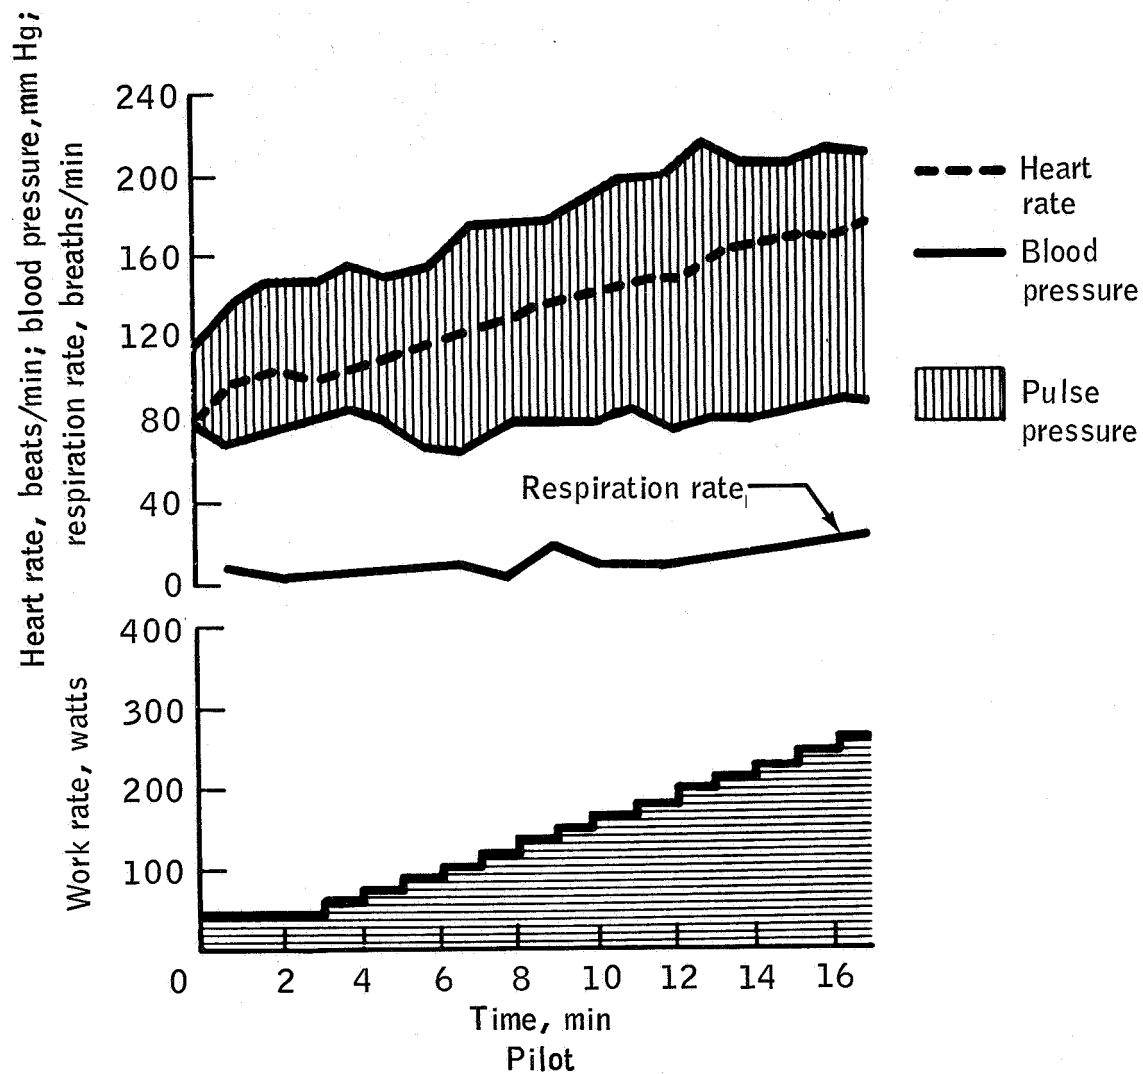 Heart rate, beats/min; blood pressure, mm Hg;
respiration rate, breaths/min
240
200
160
120
80
40
0
Heart
rate
Blood
pressure
Pulse
pressure
Respiration rate
Work rate, watts
400
300
200
100
0 2 4 6 8 10 12 14 16
Time, min
Pilot